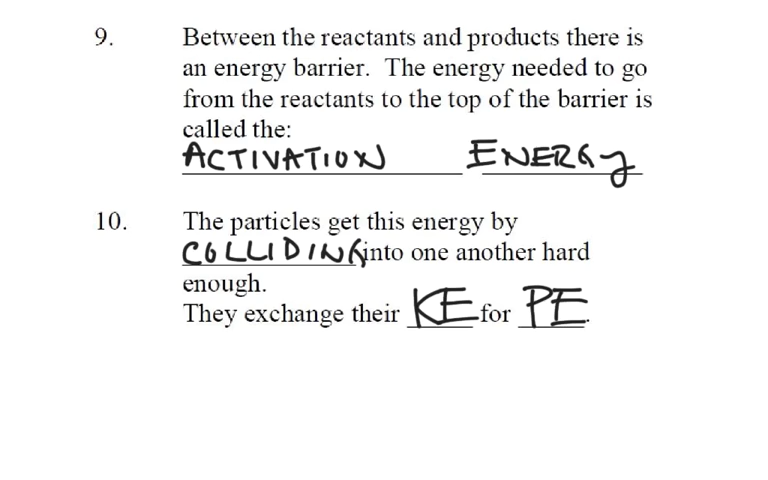 9. Between the reactants and products there is
an energy barrier. The energy needed to go
from the reactants to the top of the barrier is
called the:
ACTIVATION ENERGY
10. The particles get this energy by
COLLIDING into one another hard
enough.
They exchange their KE for PE.